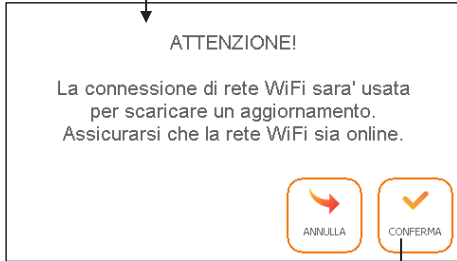 ATTENZIONE!
La connessione di rete WiFi sara' usata
per scaricare un aggiornamento.
Assicurarsi che la rete WiFi sia online.
ANNULLA CONFERMA